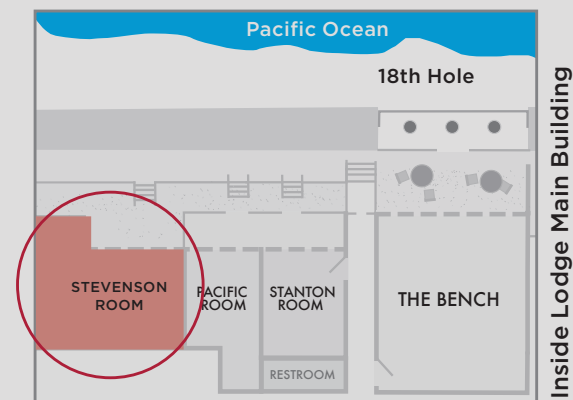 Pacific Ocean
18th Hole
STEVENSON
ROOM
PACIFIC
ROOM
STANTON
ROOM
THE BENCH
RESTROOM
Inside Lodge Main Building